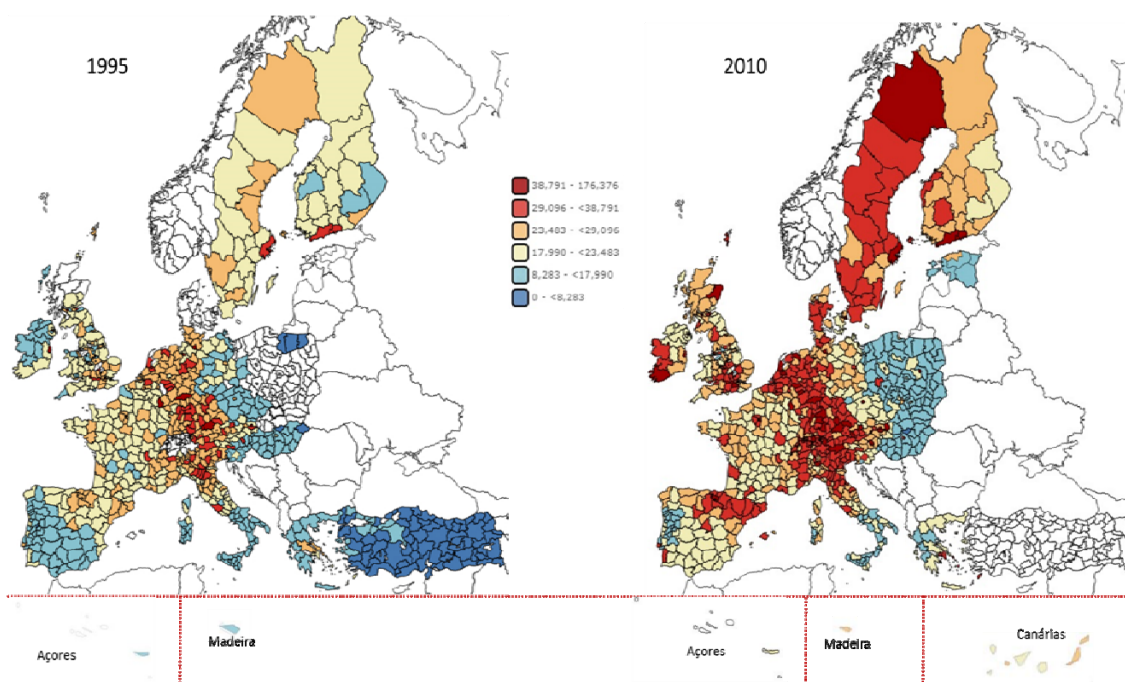 1995
2010
38,791 - 176,376
29,096 - <38,791
23,483 - <29,096
17,990 - <23,483
8,283 - <17,990
0 - <8,283
Açores
Madeira
Açores
Madeira
Canárias